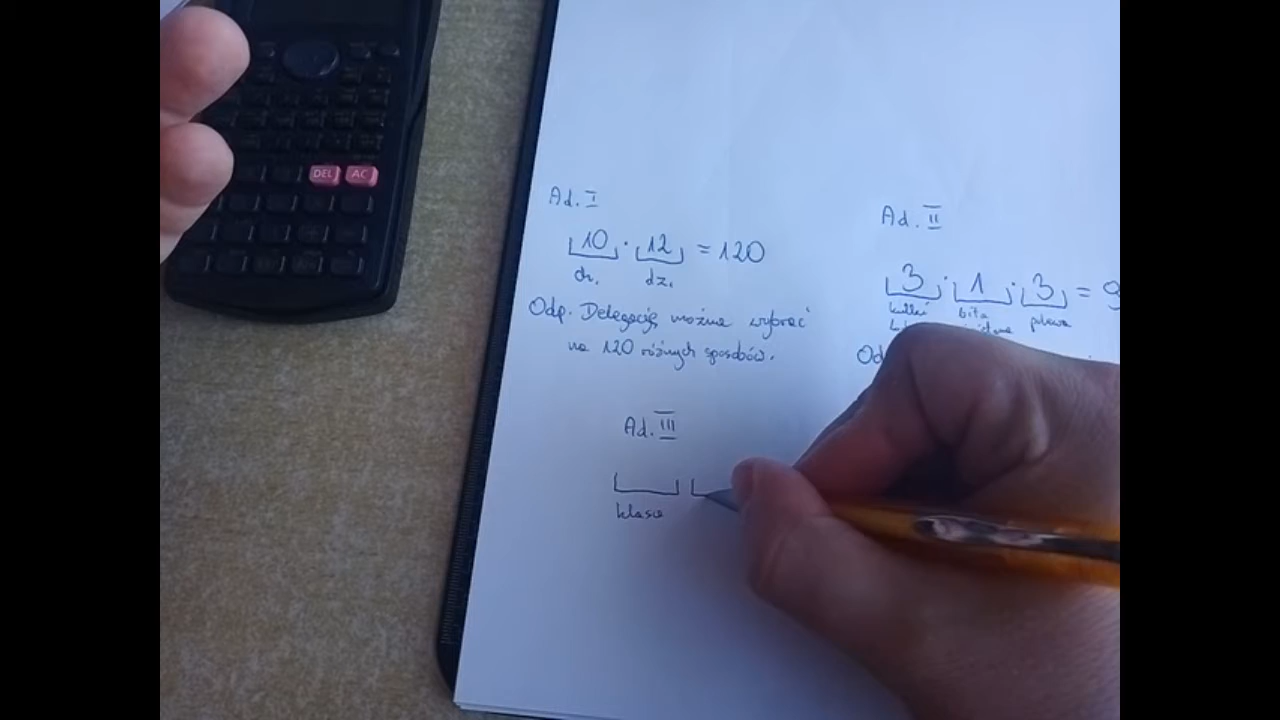 DEL AC
Ad. I
10 · 12 = 120
ch. dz.
Odp. Delegację można wybrać
na 120 różnych sposobów.
Ad. II
3 · 1 · 3 = 9
bita
Od
Ad. III
klasa